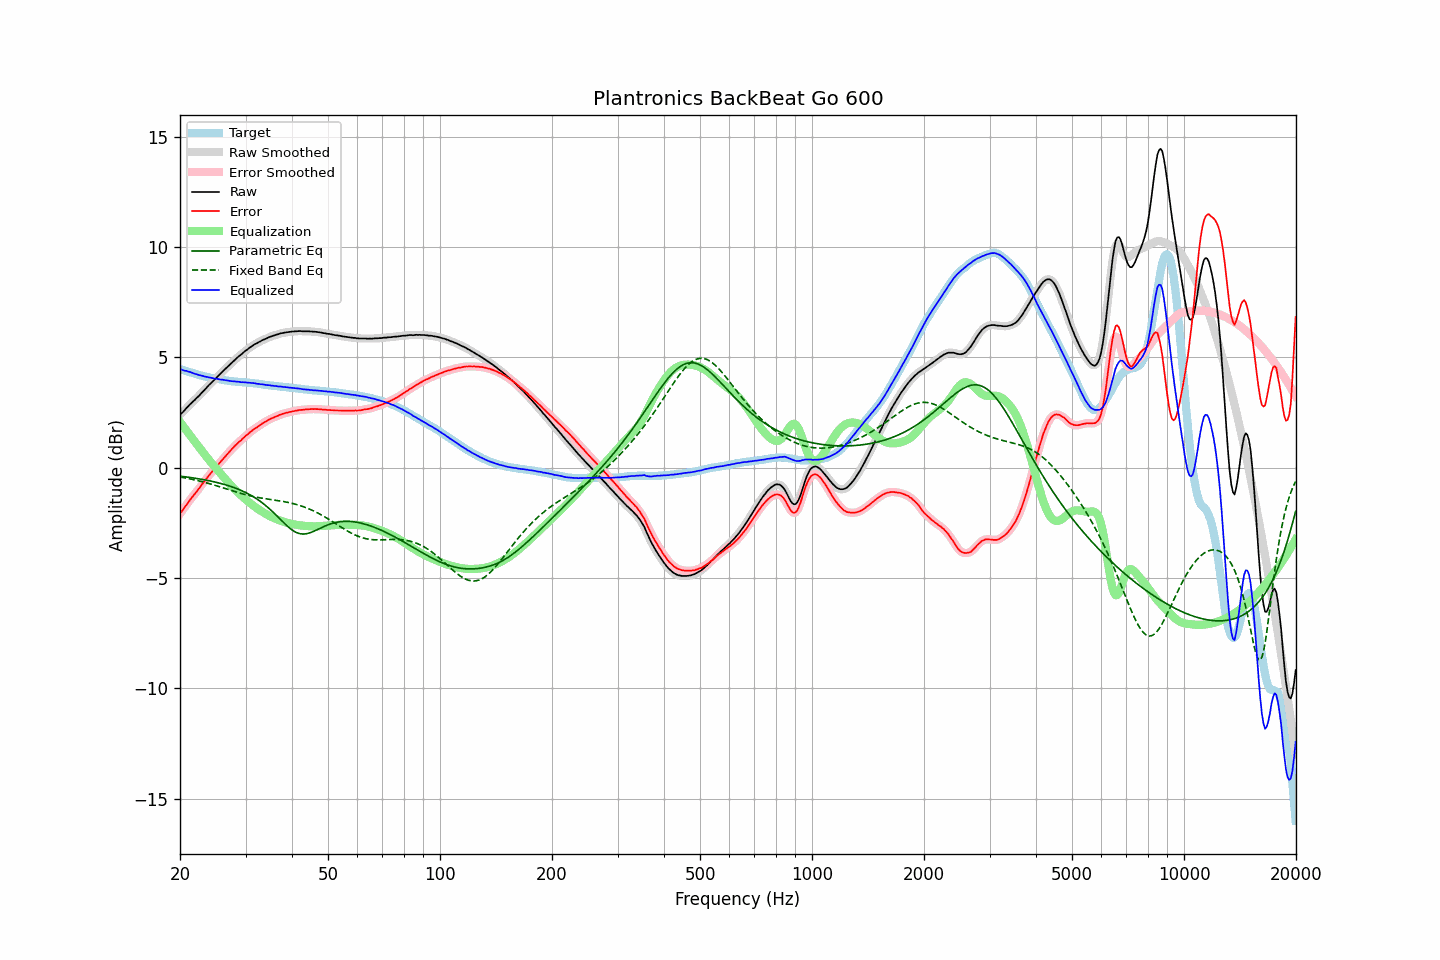 Plantronics BackBeat Go 600
Target
Raw Smoothed
Error Smoothed
Raw
Error
Equalization
Parametric Eq
Fixed Band Eq
Equalized
Amplitude (dBr)
15
10
5
0
−5
−10
−15
20 50 100 200 500 1000 2000 5000 10000 20000
Frequency (Hz)